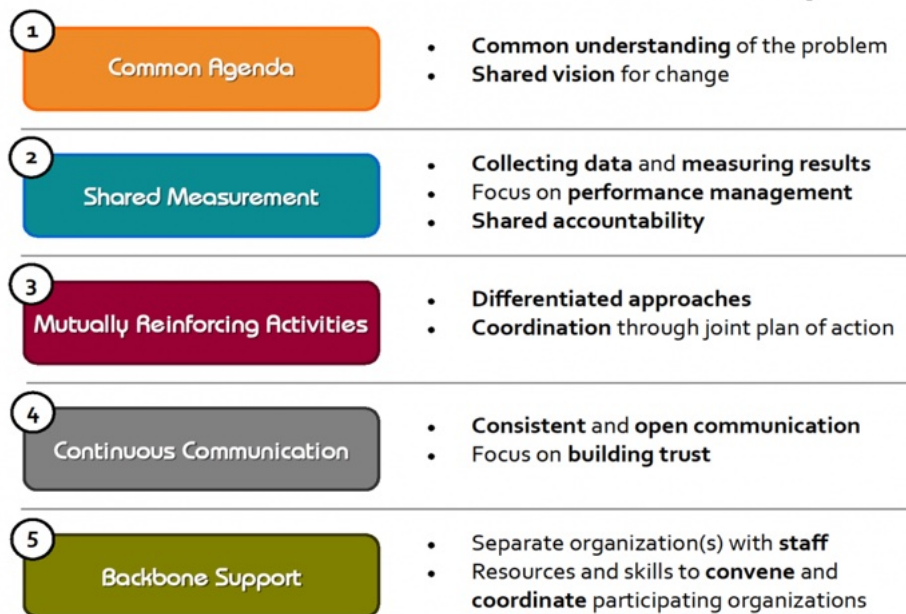 1
Common Agenda
• Common understanding of the problem
• Shared vision for change
2
Shared Measurement
• Collecting data and measuring results
• Focus on performance management
• Shared accountability
3
Mutually Reinforcing Activities
• Differentiated approaches
• Coordination through joint plan of action
4
Continuous Communication
• Consistent and open communication
• Focus on building trust
5
Backbone Support
• Separate organization(s) with staff
• Resources and skills to convene and
coordinate participating organizations